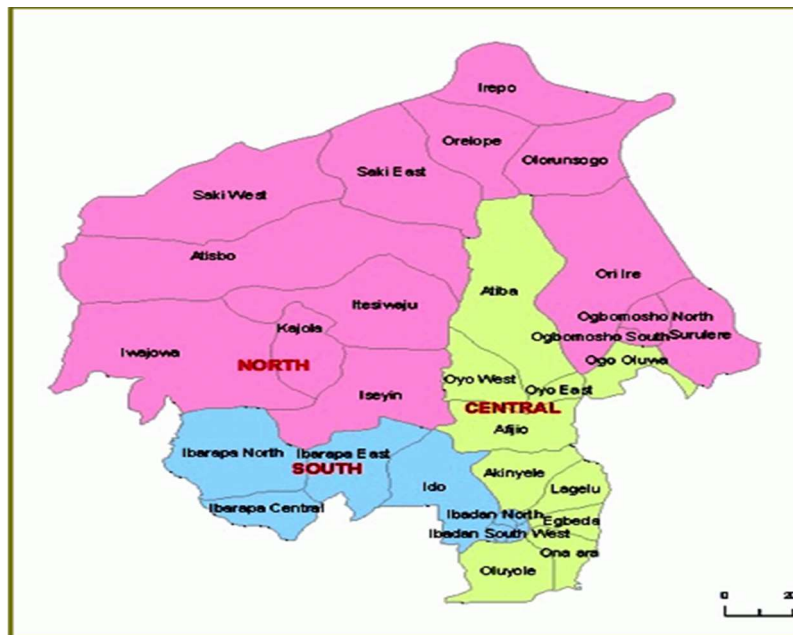 Irepo
Orelope
Olorunsogo
Saki East
Saki West
Atisbo
Ori Ire
Atiba
Itesiwaju
Kajola
Ogbomosho North
Ogbomosho South
Surulere
Iwajowa
NORTH
Ogo Oluwa
Oyo West
Oyo East
Iseyin
CENTRAL
Afijio
Ibarapa North
Ibarapa East
SOUTH
Akinyele
Ido
Lagelu
Ibarapa Central
Ibadan North
Egbeda
Ibadan South West
Ona ara
Oluyole
0